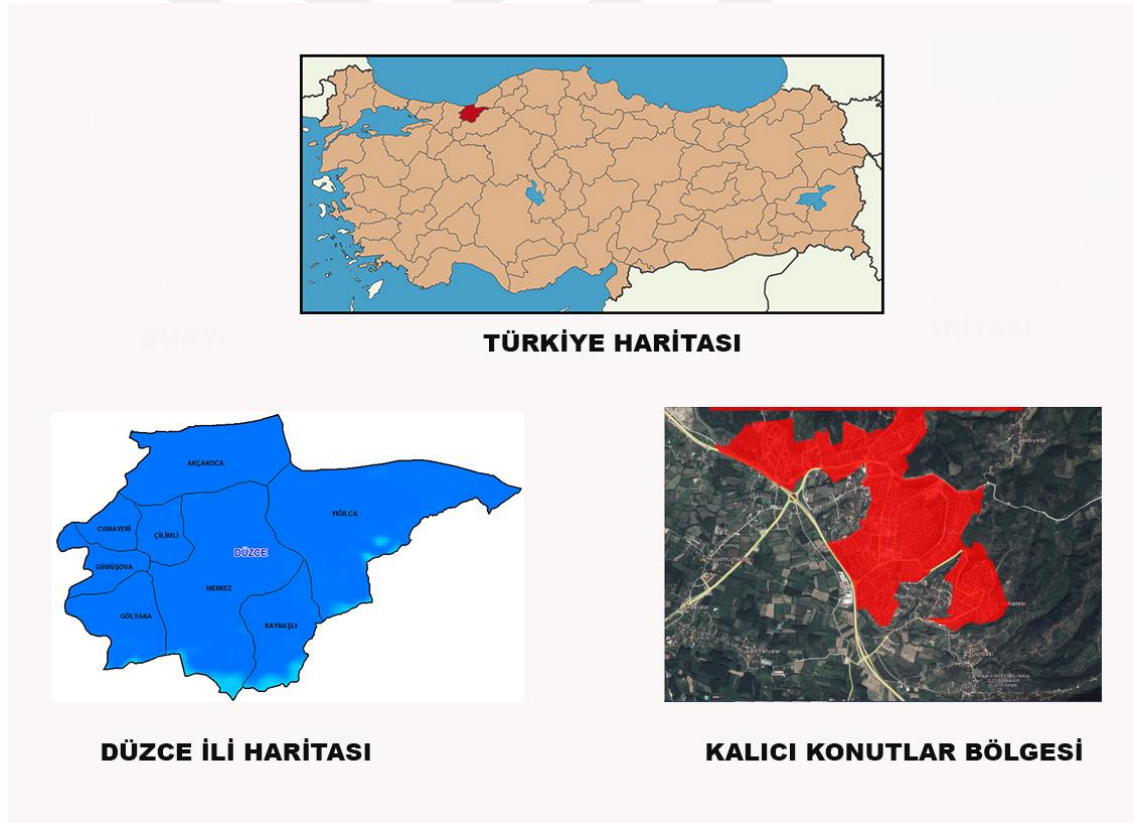 TÜRKİYE HARİTASI
AKÇAKOCA
YIĞILCA
CUMAYERİ
ÇİLİMLİ
DÜZCE
GÜMÜŞOVA
MERKEZ
GÖLYAKA
KAYNAŞLI
DÜZCE İLİ HARİTASI
KALICI KONUTLAR BÖLGESİ